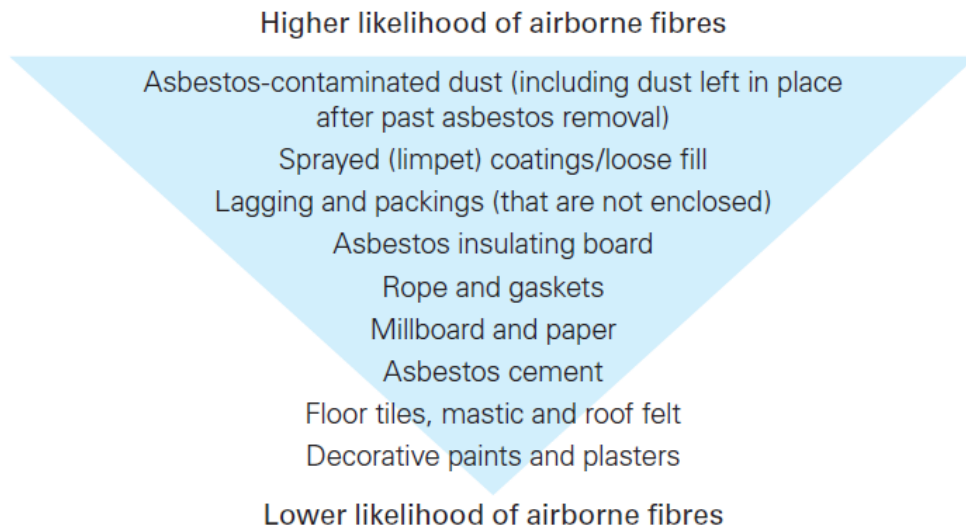 Higher likelihood of airborne fibres
Asbestos-contaminated dust (including dust left in place
after past asbestos removal)
Sprayed (limpet) coatings/loose fill
Lagging and packings (that are not enclosed)
Asbestos insulating board
Rope and gaskets
Millboard and paper
Asbestos cement
Floor tiles, mastic and roof felt
Decorative paints and plasters
Lower likelihood of airborne fibres